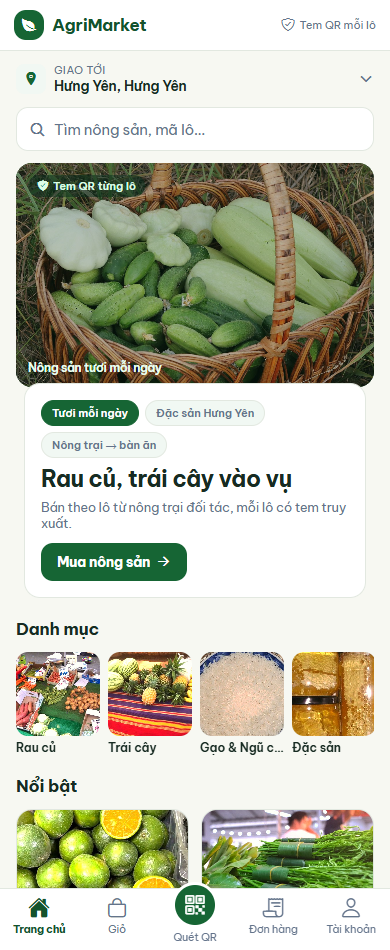 AgriMarket
Tem QR mỗi lô
GIAO TỚI
Hưng Yên, Hưng Yên
Tìm nông sản, mã lô...
Tem QR từng lô
Nông sản tươi mỗi ngày
Tươi mỗi ngày
Đặc sản Hưng Yên
Nông trại → bàn ăn
Rau củ, trái cây vào vụ
Bán theo lô từ nông trại đối tác, mỗi lô có tem truy
xuất.
Mua nông sản →
Danh mục
Rau củ
Trái cây
Gạo & Ngũ c...
Đặc sản
Nổi bật
Trang chủ
Giỏ
Quét QR
Đơn hàng
Tài khoản